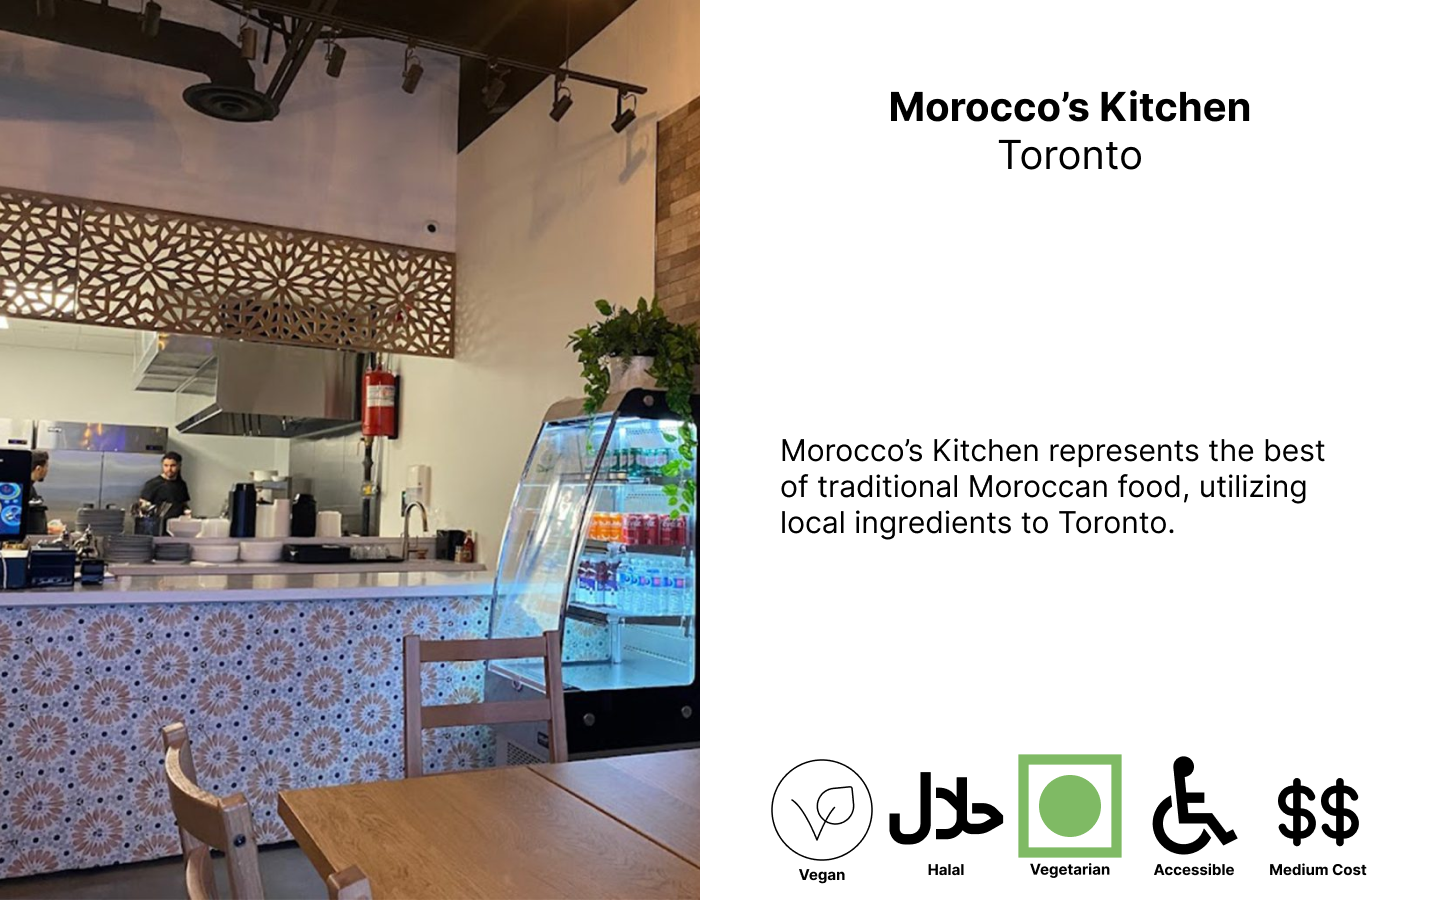 Morocco’s Kitchen
Toronto
Morocco’s Kitchen represents the best
of traditional Moroccan food, utilizing
local ingredients to Toronto.
حلال
$$
Vegan
Halal
Vegetarian
Accessible
Medium Cost